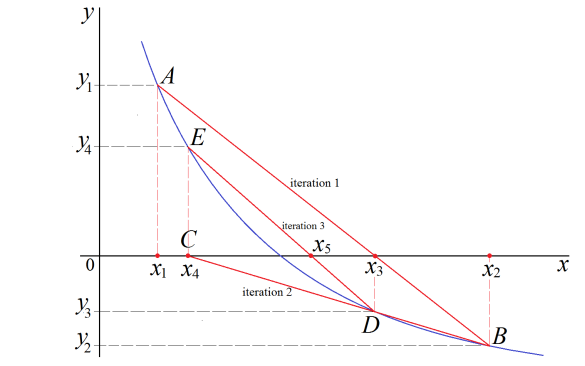 y
y₁
A
y₄
E
iteration 1
iteration 3
C
x₅
0
x₁
x₄
x₃
x₂
x
iteration 2
y₃
D
y₂
B